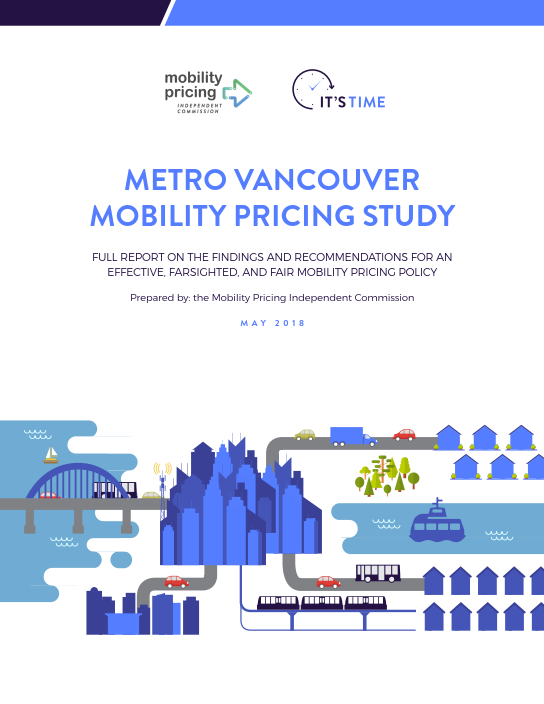 mobility
pricing
INDEPENDENT
COMMISSION
IT'S TIME
METRO VANCOUVER
MOBILITY PRICING STUDY
FULL REPORT ON THE FINDINGS AND RECOMMENDATIONS FOR AN
EFFECTIVE, FARSIGHTED, AND FAIR MOBILITY PRICING POLICY
Prepared by: the Mobility Pricing Independent Commission
MAY 2018